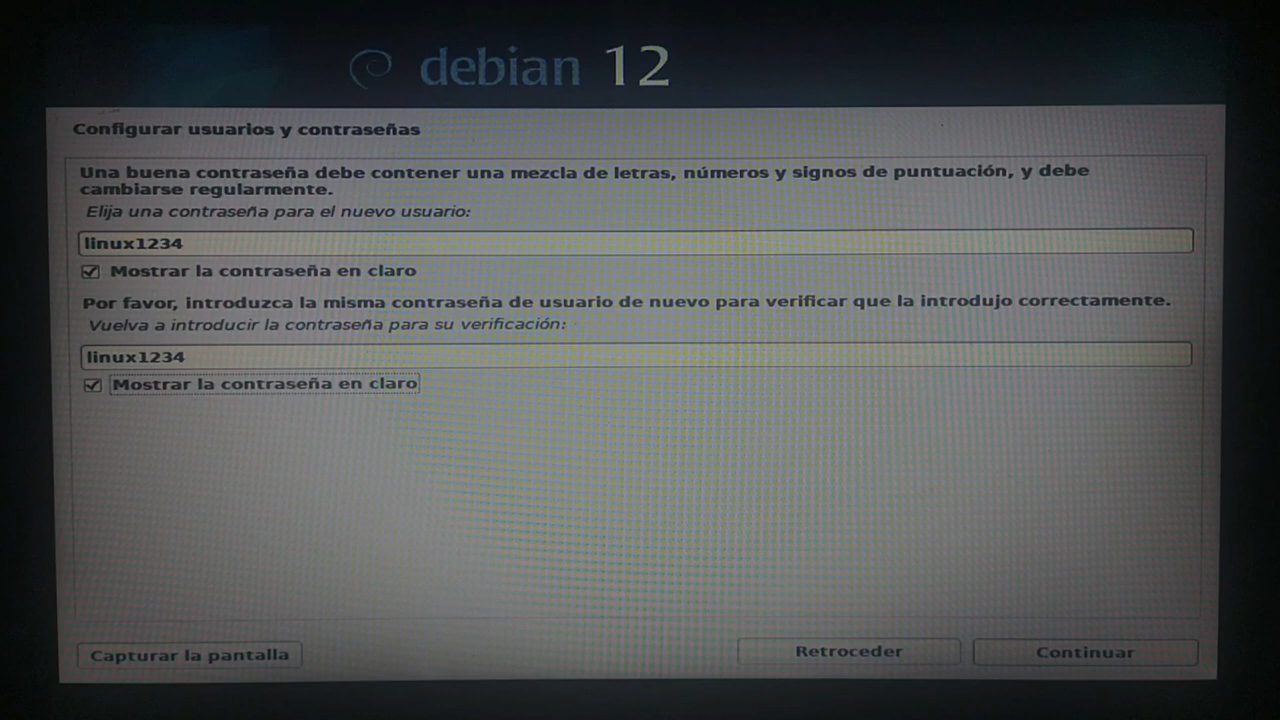 debian 12
Configurar usuarios y contraseñas
Una buena contraseña debe contener una mezcla de letras, números y signos de puntuación, y debe
cambiarse regularmente.
Elija una contraseña para el nuevo usuario:
linux1234
Mostrar la contraseña en claro
Por favor, introduzca la misma contraseña de usuario de nuevo para verificar que la introdujo correctamente.
Vuelva a introducir la contraseña para su verificación:
linux1234
Mostrar la contraseña en claro
Capturar la pantalla
Retroceder
Continuar